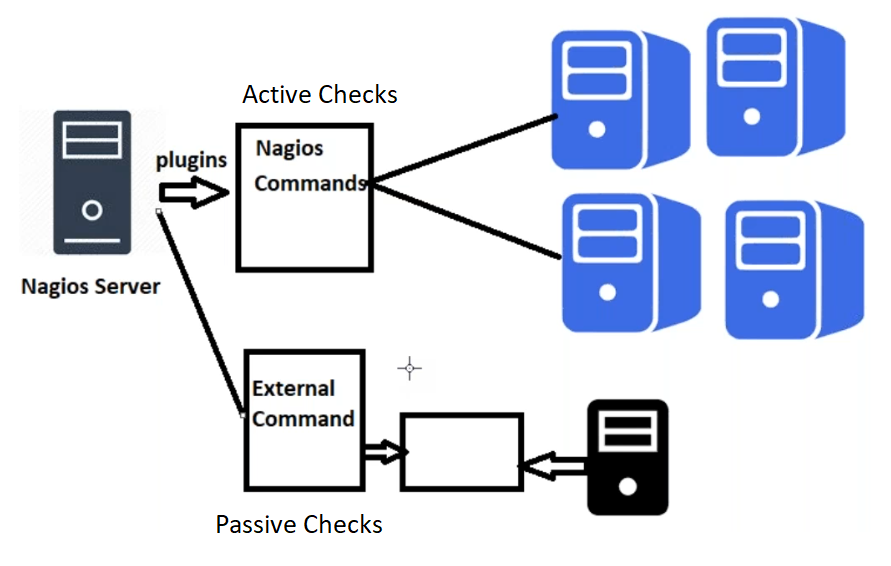 Active Checks
plugins
Nagios
Commands
Nagios Server
External
Command
Passive Checks